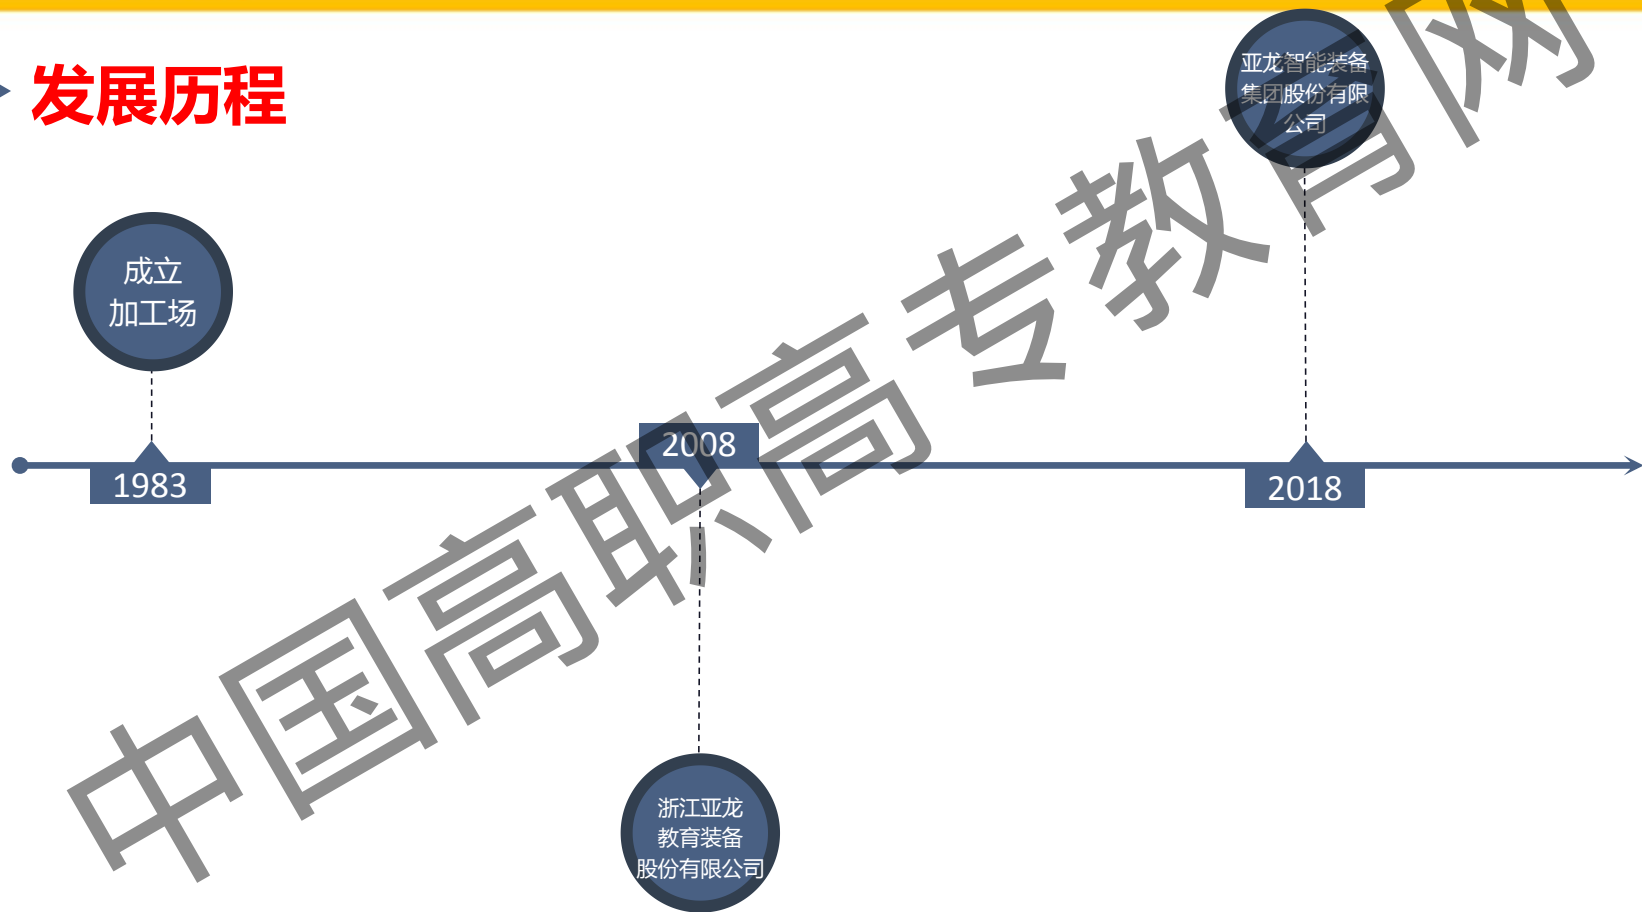 发展历程
亚龙智能装备
集团股份有限
公司
成立
加工场
2008
1983
2018
浙江亚龙
教育装备
股份有限公司
中国高职高专教育网